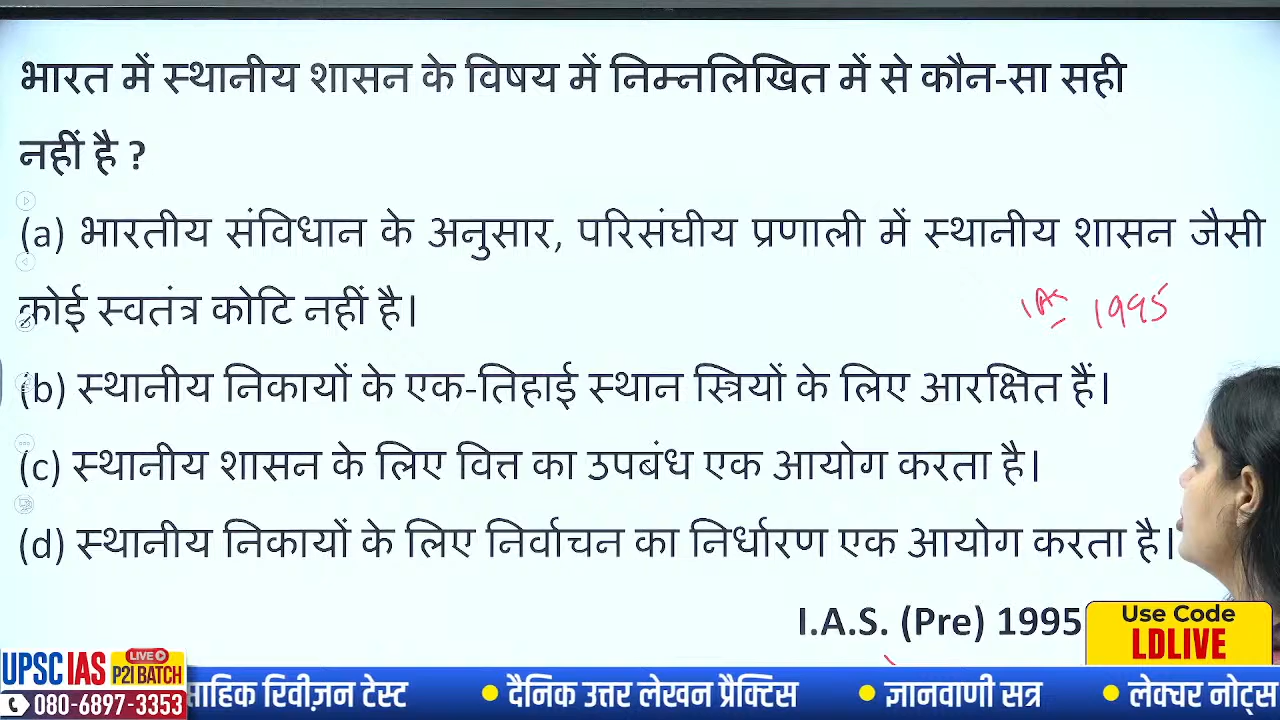 भारत में स्थानीय शासन के विषय में निम्नलिखित में से कौन-सा सही
नहीं है ?
(a) भारतीय संविधान के अनुसार, परिसंघीय प्रणाली में स्थानीय शासन जैसी
कोई स्वतंत्र कोटि नहीं है।
IAS 1995
(b) स्थानीय निकायों के एक-तिहाई स्थान स्त्रियों के लिए आरक्षित हैं।
(c) स्थानीय शासन के लिए वित्त का उपबंध एक आयोग करता है।
(d) स्थानीय निकायों के लिए निर्वाचन का निर्धारण एक आयोग करता है।
I.A.S. (Pre) 1995
Use Code
LDLIVE
UPSC IAS LIVE P2I BATCH
080-6897-3353
रिवीज़न टेस्ट • दैनिक उत्तर लेखन प्रैक्टिस • ज्ञानवाणी सत्र • लेक्चर नोट्स